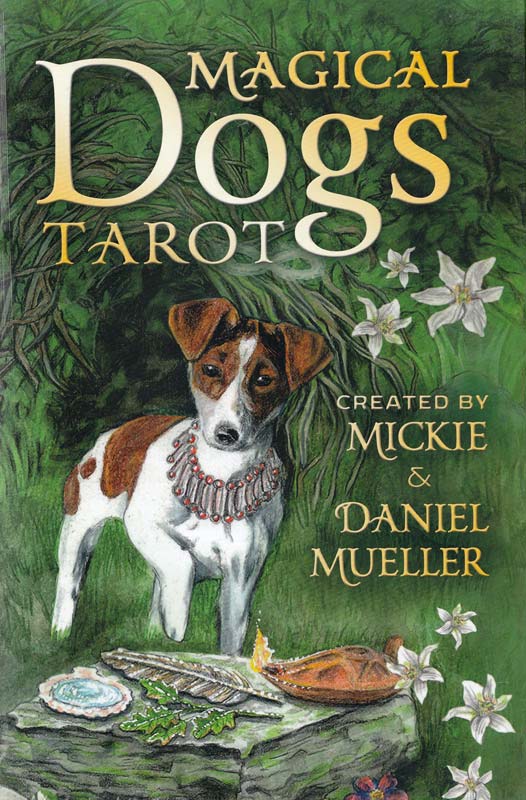 MAGICAL
Dogs
TAROT
CREATED BY
MICKIE
&
DANIEL
MUELLER